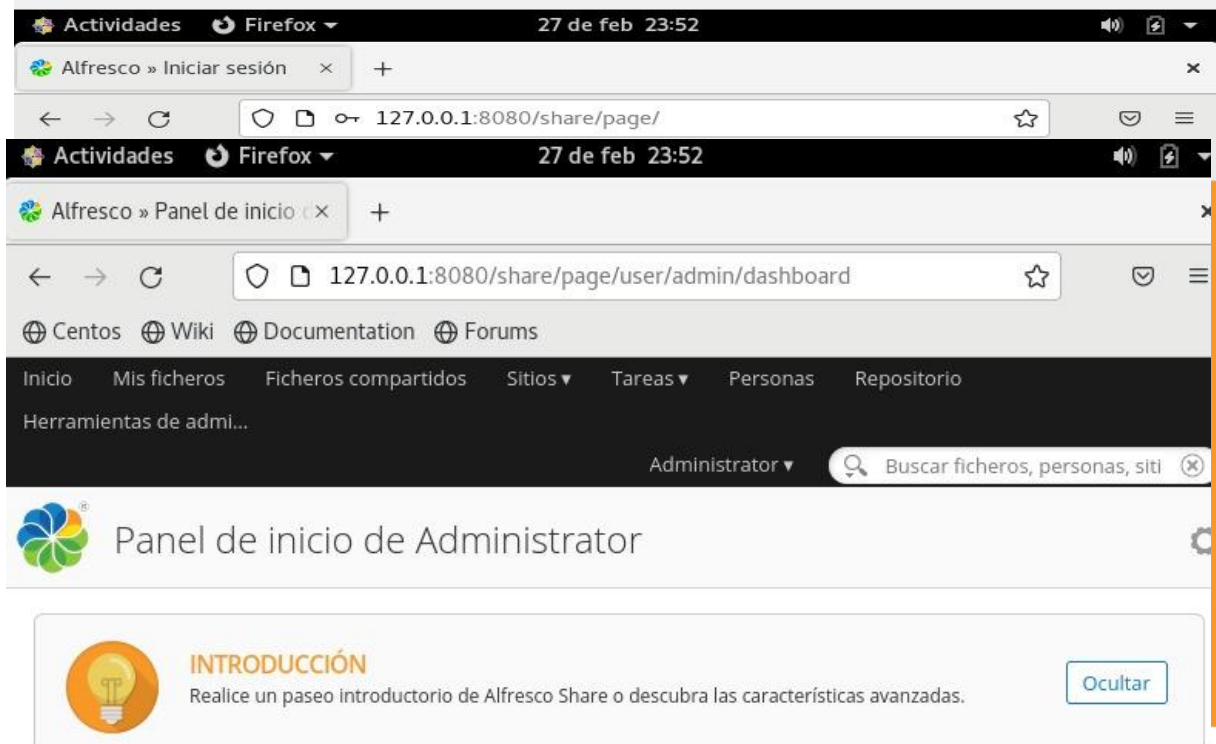 Actividades Firefox 27 de feb 23:52
Alfresco » Iniciar sesión
127.0.0.1:8080/share/page/
Actividades Firefox 27 de feb 23:52
Alfresco » Panel de inicio d
127.0.0.1:8080/share/page/user/admin/dashboard
Centos Wiki Documentation Forums
Inicio Mis ficheros Ficheros compartidos Sitios Tareas Personas Repositorio
Herramientas de admi...
Administrator Buscar ficheros, personas, siti
Panel de inicio de Administrator
INTRODUCCIÓN
Realice un paseo introductorio de Alfresco Share o descubra las características avanzadas.
Ocultar